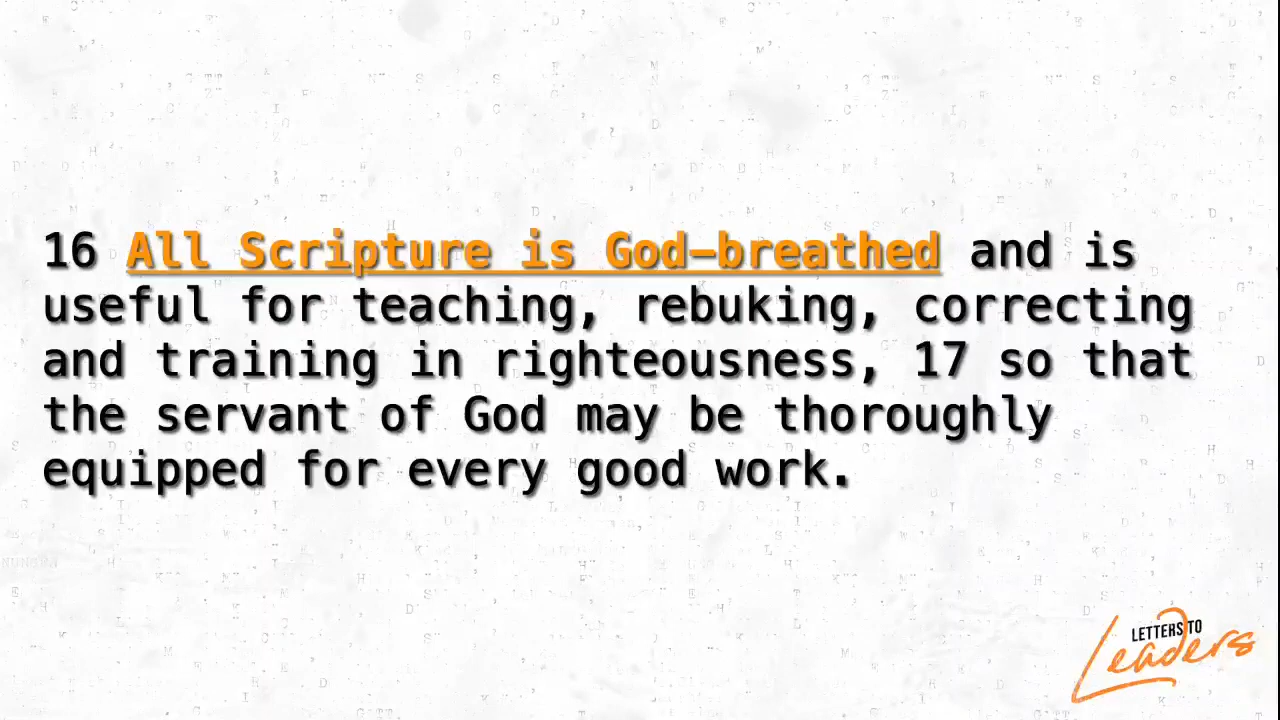 16 All Scripture is God-breathed and is
useful for teaching, rebuking, correcting
and training in righteousness, 17 so that
the servant of God may be thoroughly
equipped for every good work.
LETTERS TO
Leaders